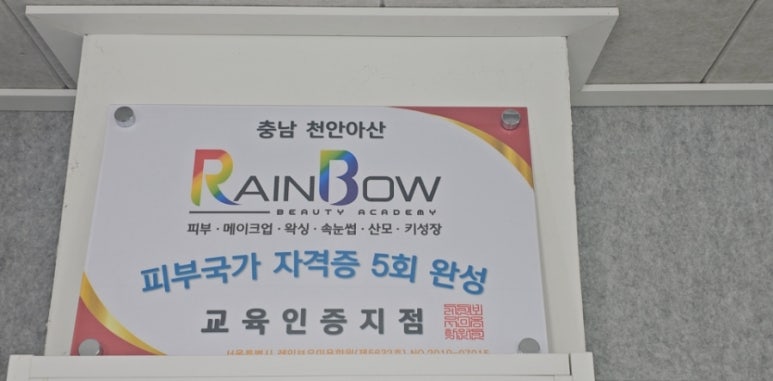 충남 천안아산
RAINBOW
BEAUTY ACADEMY
피부·메이크업·왁싱·속눈썹·산모·키성장
피부국가 자격증 5회 완성
교육인증지점